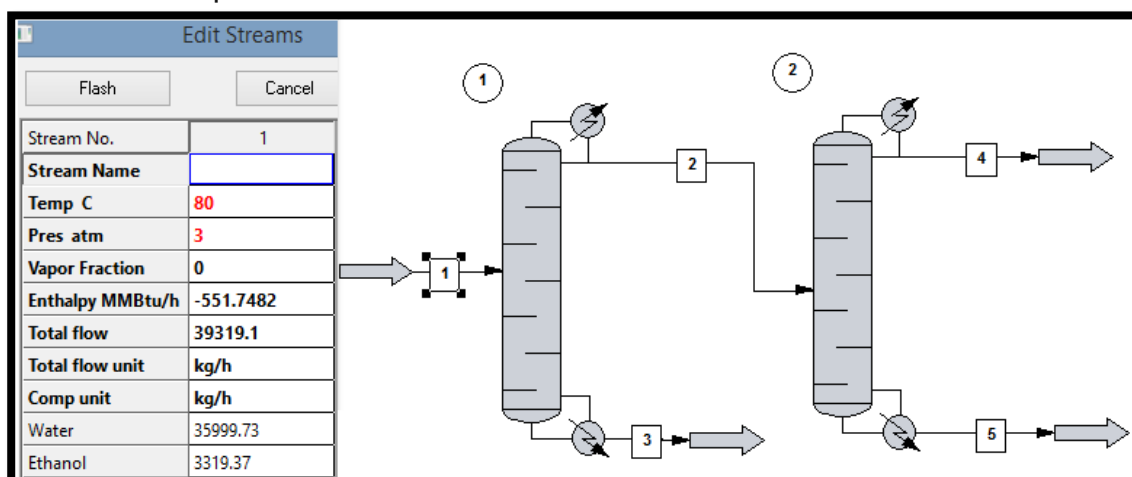 Edit Streams
Flash Cancel
Stream No. 1
Stream Name
Temp C 80
Pres atm 3
Vapor Fraction 0
Enthalpy MMBtu/h -551.7482
Total flow 39319.1
Total flow unit kg/h
Comp unit kg/h
Water 35999.73
Ethanol 3319.37
1
2
2
4
1
3
5